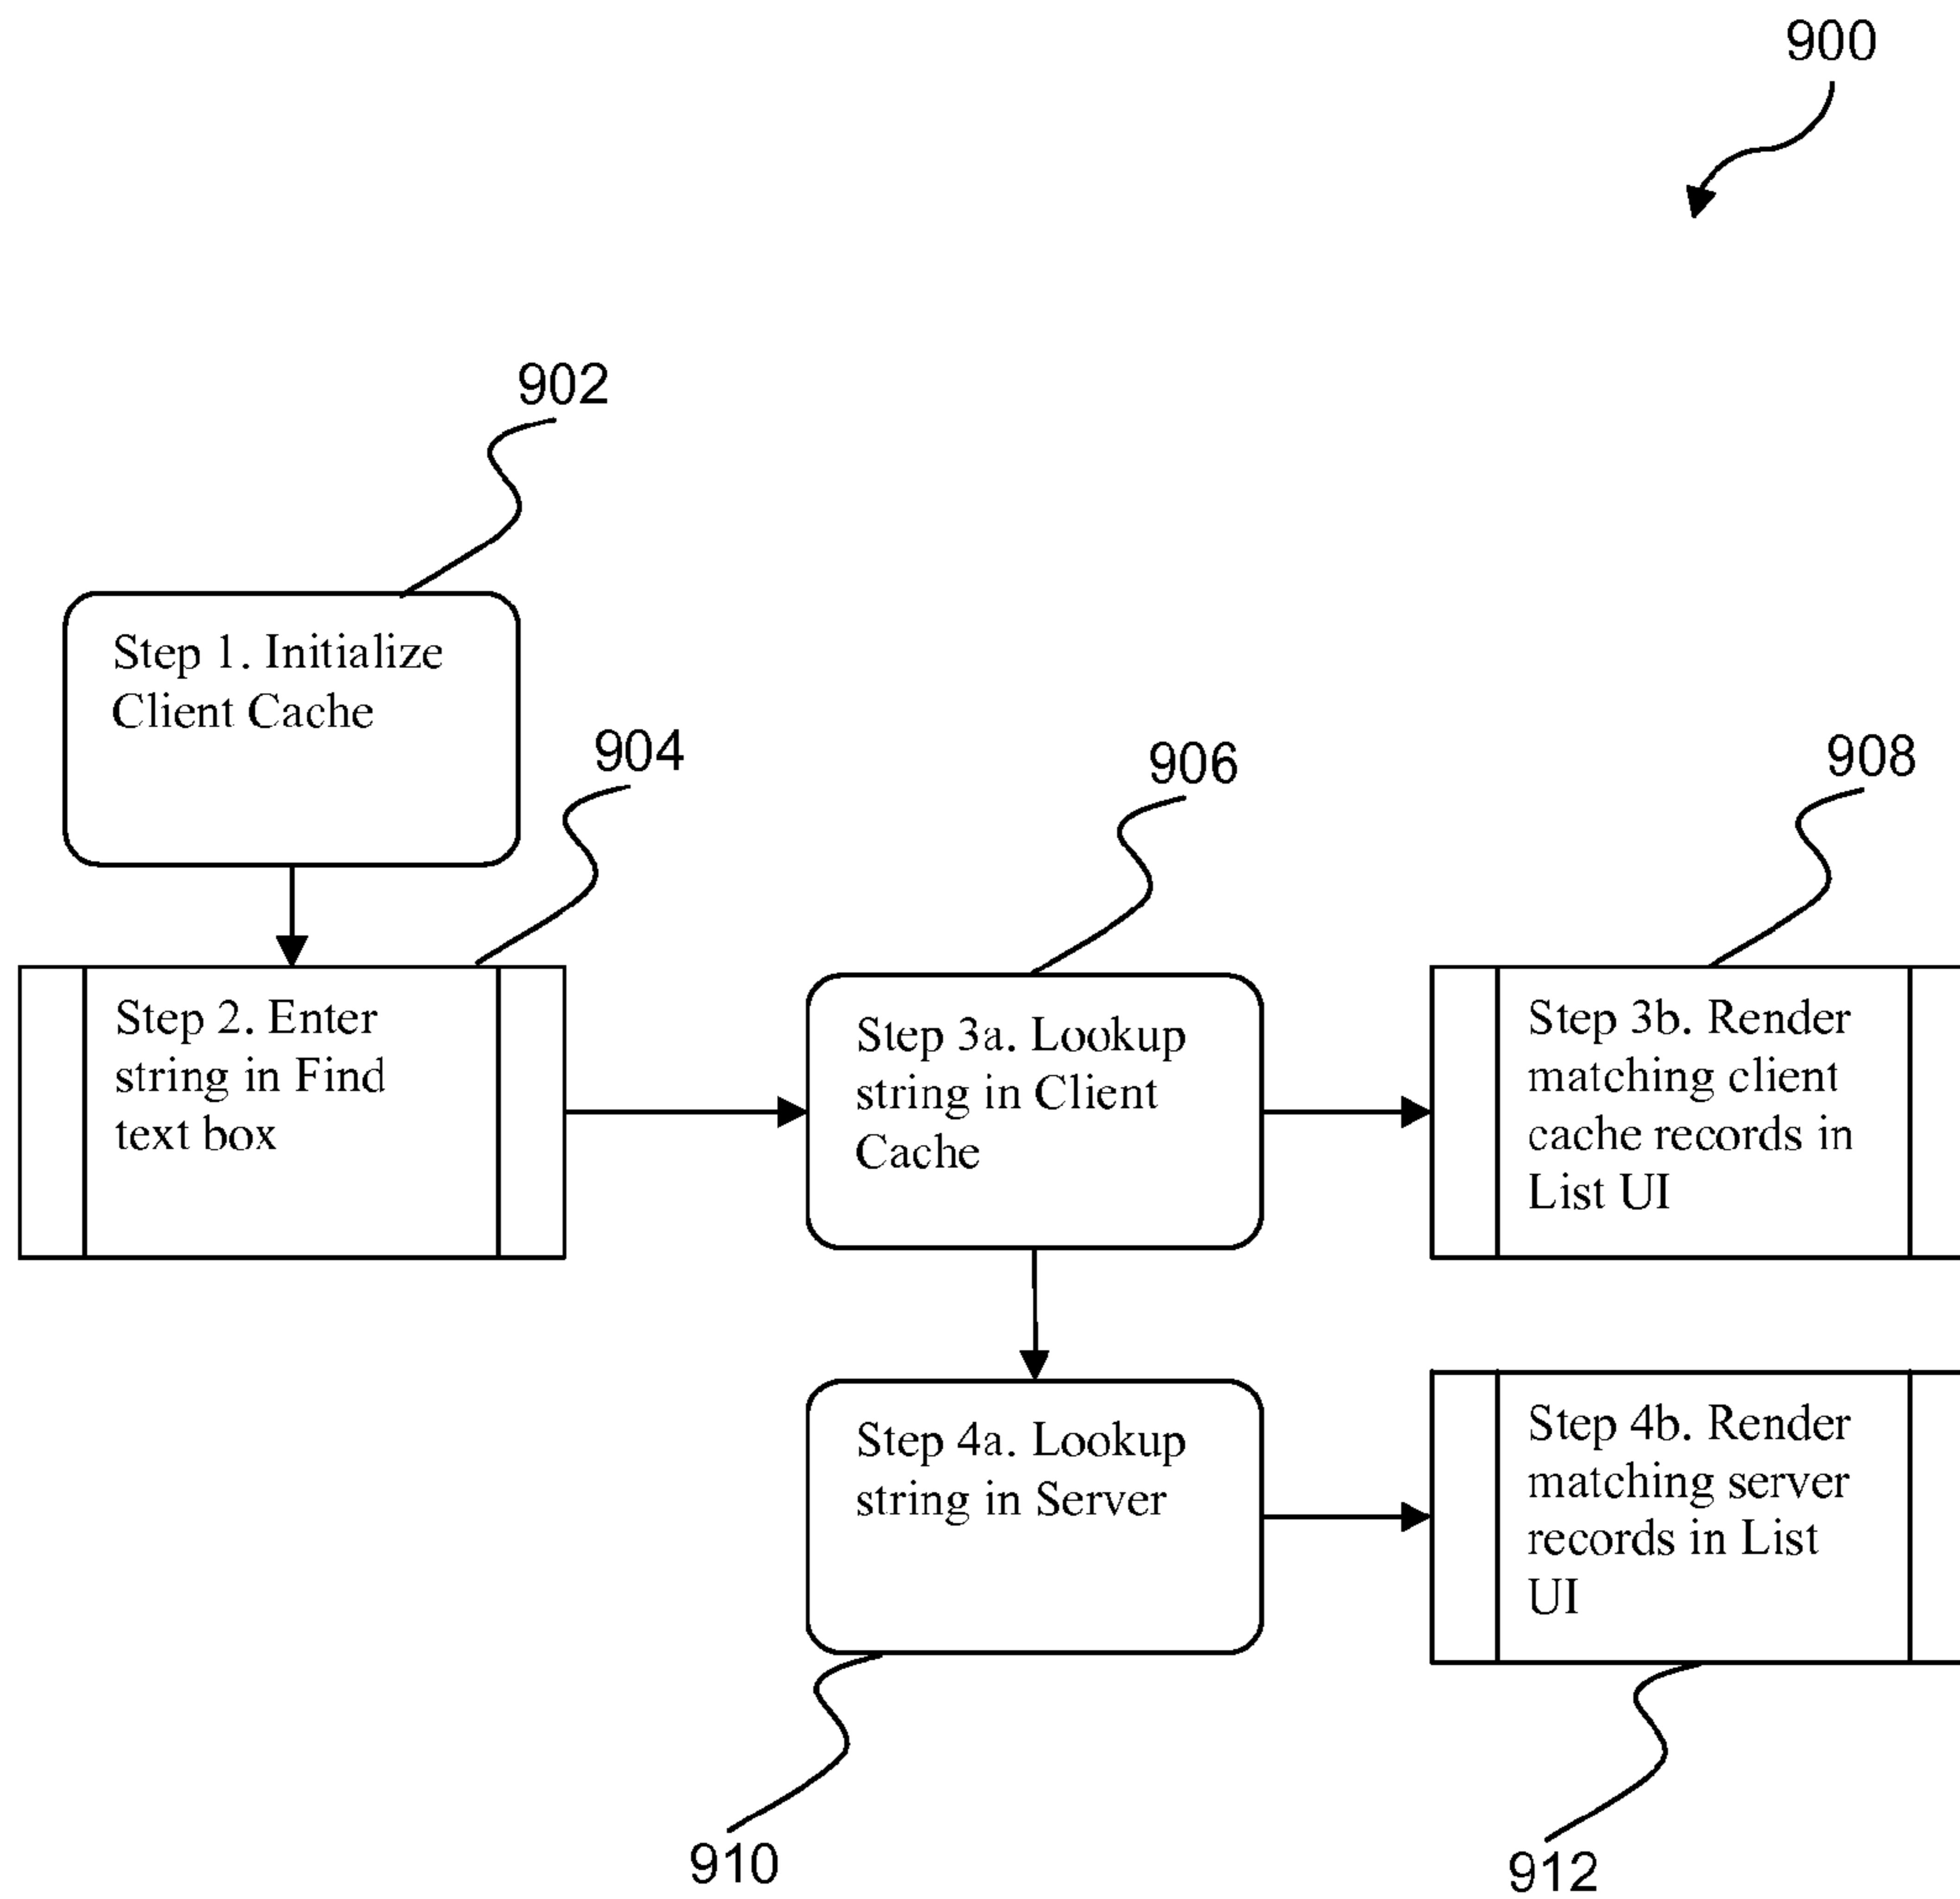 900
902
Step 1. Initialize
Client Cache
904
Step 2. Enter
string in Find
text box
906
Step 3a. Lookup
string in Client
Cache
908
Step 3b. Render
matching client
cache records in
List UI
Step 4a. Lookup
string in Server
910
Step 4b. Render
matching server
records in List
UI
912